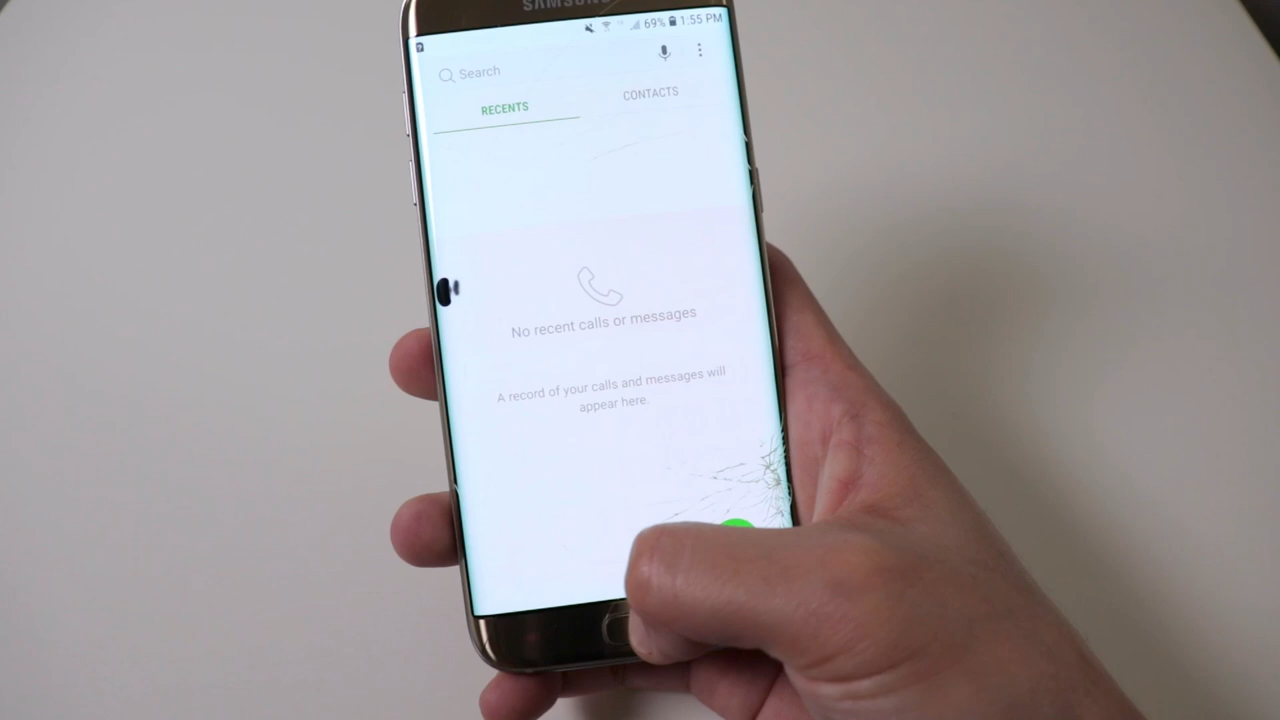 SAMSUNG
69% 1:55 PM
Search
RECENTS
CONTACTS
No recent calls or messages
A record of your calls and messages will
appear here.